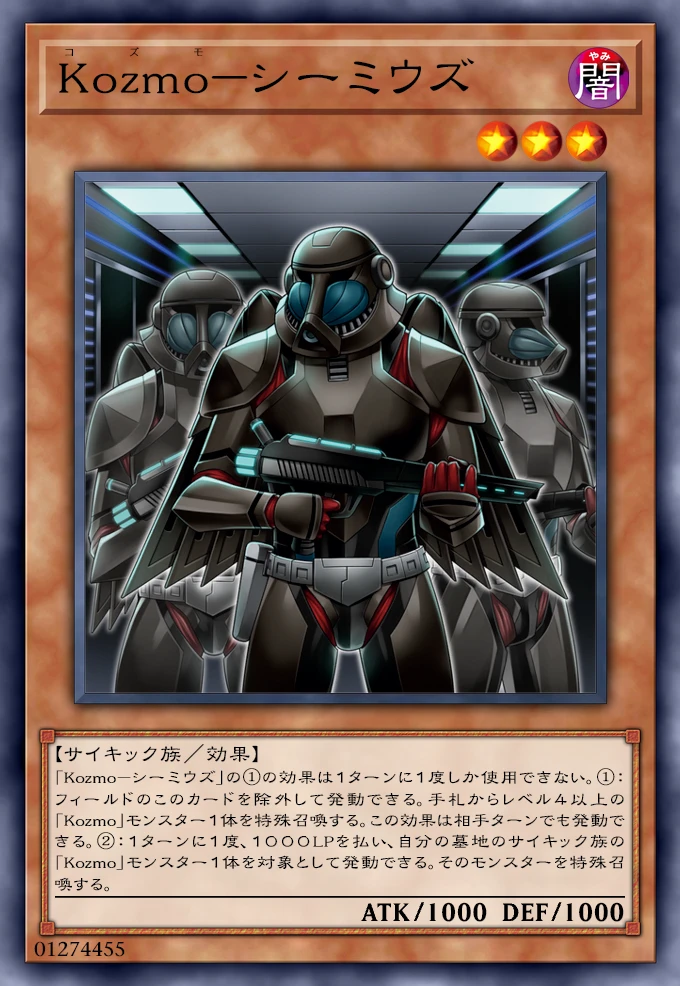 コズモ
Kozmo－シーミウズ
やみ
闇
【サイキック族／効果】
「Kozmo－シーミウズ」の①の効果は１ターンに１度しか使用できない。①：
フィールドのこのカードを除外して発動できる。手札からレベル４以上の
「Kozmo」モンスター１体を特殊召喚する。この効果は相手ターンでも発動で
きる。②：１ターンに１度、１０００LPを払い、自分の墓地のサイキック族の
「Kozmo」モンスター１体を対象として発動できる。そのモンスターを特殊召
喚する。
ATK/1000 DEF/1000
01274455